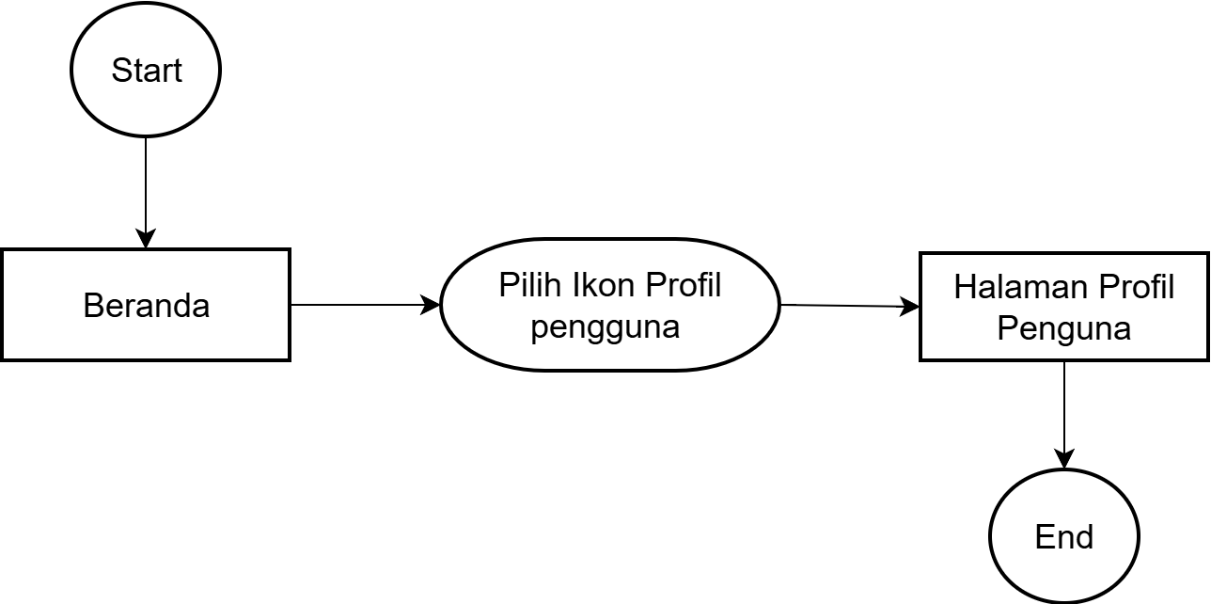 Start
Beranda
Pilih Ikon Profil
pengguna
Halaman Profil
Penguna
End